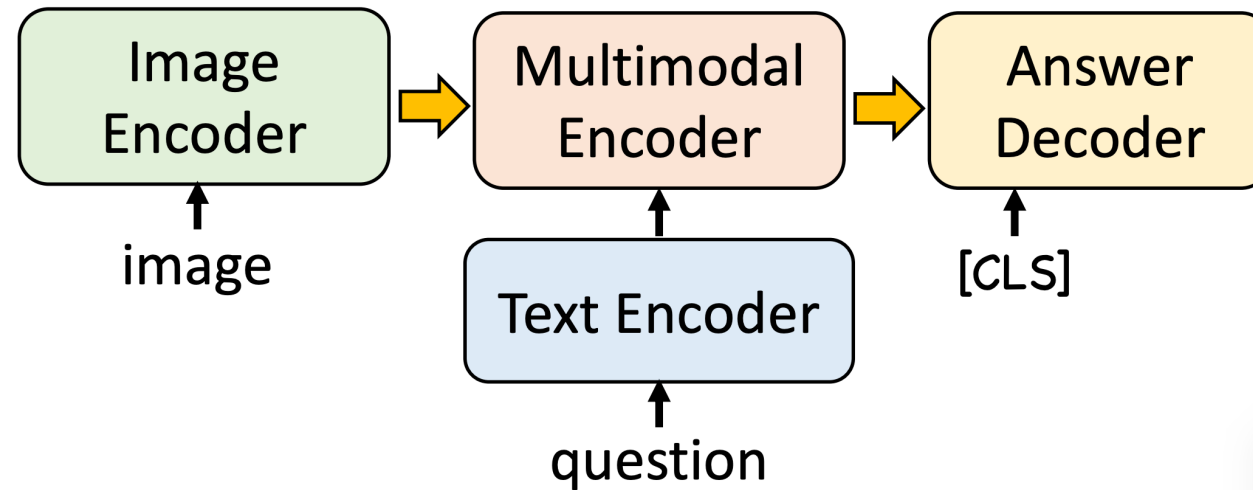 Image
Encoder
Multimodal
Encoder
Answer
Decoder
image
Text Encoder
[CLS]
question